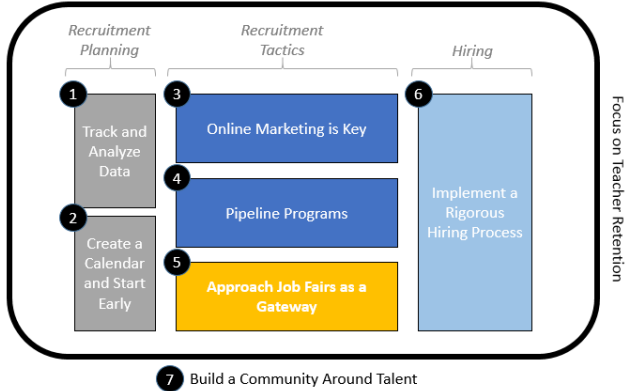 Recruitment
Planning
Recruitment
Tactics
Hiring
1
Track and
Analyze
Data
2
Create a
Calendar
and Start
Early
3
Online Marketing is Key
4
Pipeline Programs
5
Approach Job Fairs as a
Gateway
6
Implement a
Rigorous
Hiring Process
Focus on Teacher Retention
7 Build a Community Around Talent